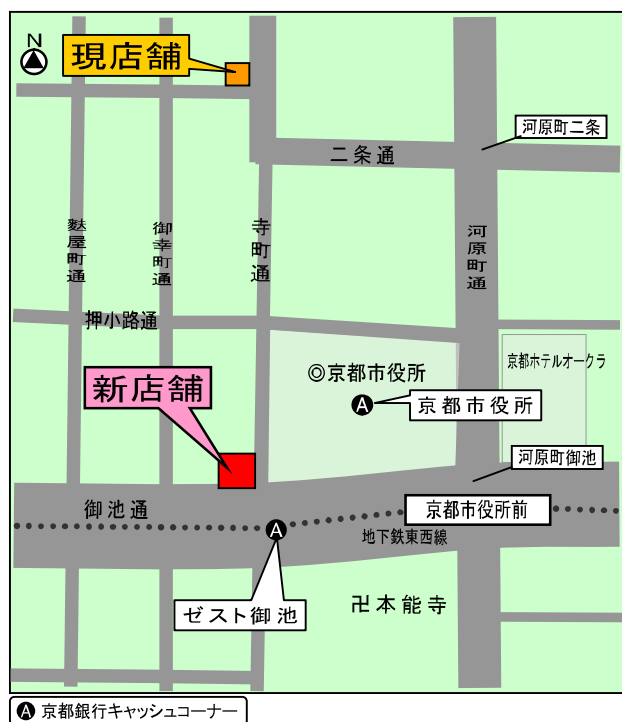 N
現店舗
河原町二条
二条通
麩屋町通
御幸町通
寺町通
河原町通
押小路通
京都ホテルオークラ
◎京都市役所
新店舗
A
京都市役所
河原町御池
御池通
京都市役所前
A
地下鉄東西線
ゼスト御池
卍本能寺
A 京都銀行キャッシュコーナー